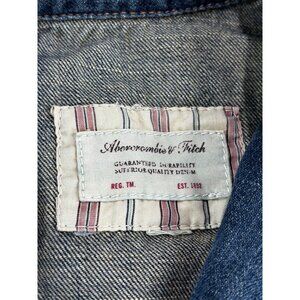 Abercrombie & Fitch
GUARANTEED DURABILITY
SUPERIOR QUALITY DENIM
REG. TM. EST. 1892